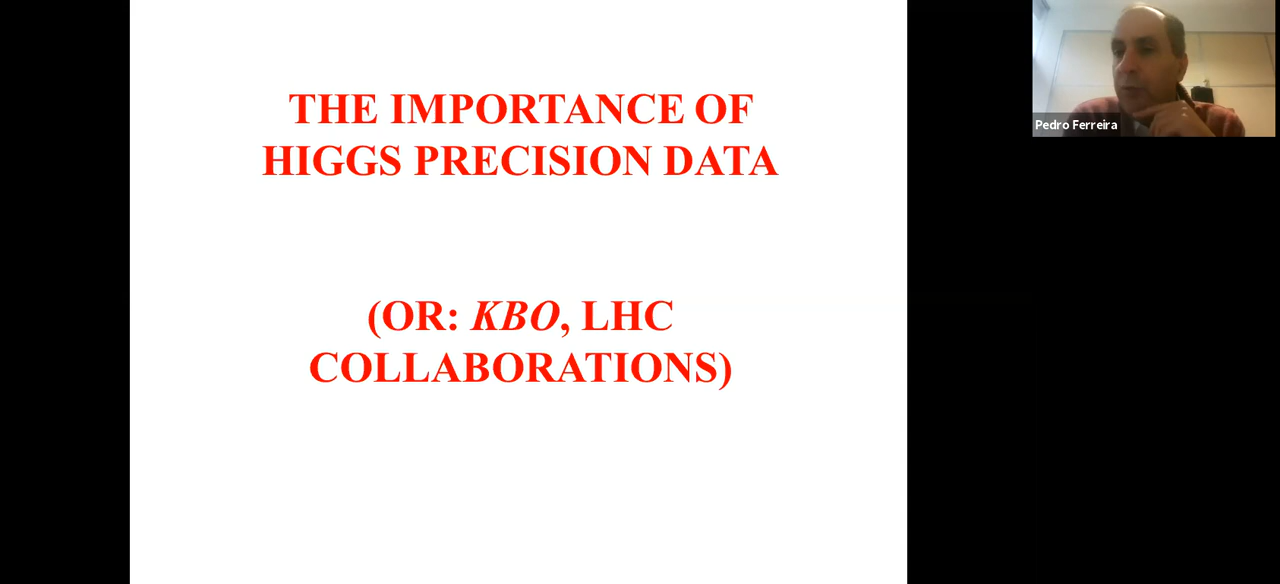 THE IMPORTANCE OF
HIGGS PRECISION DATA
(OR: KBO, LHC
COLLABORATIONS)
Pedro Ferreira